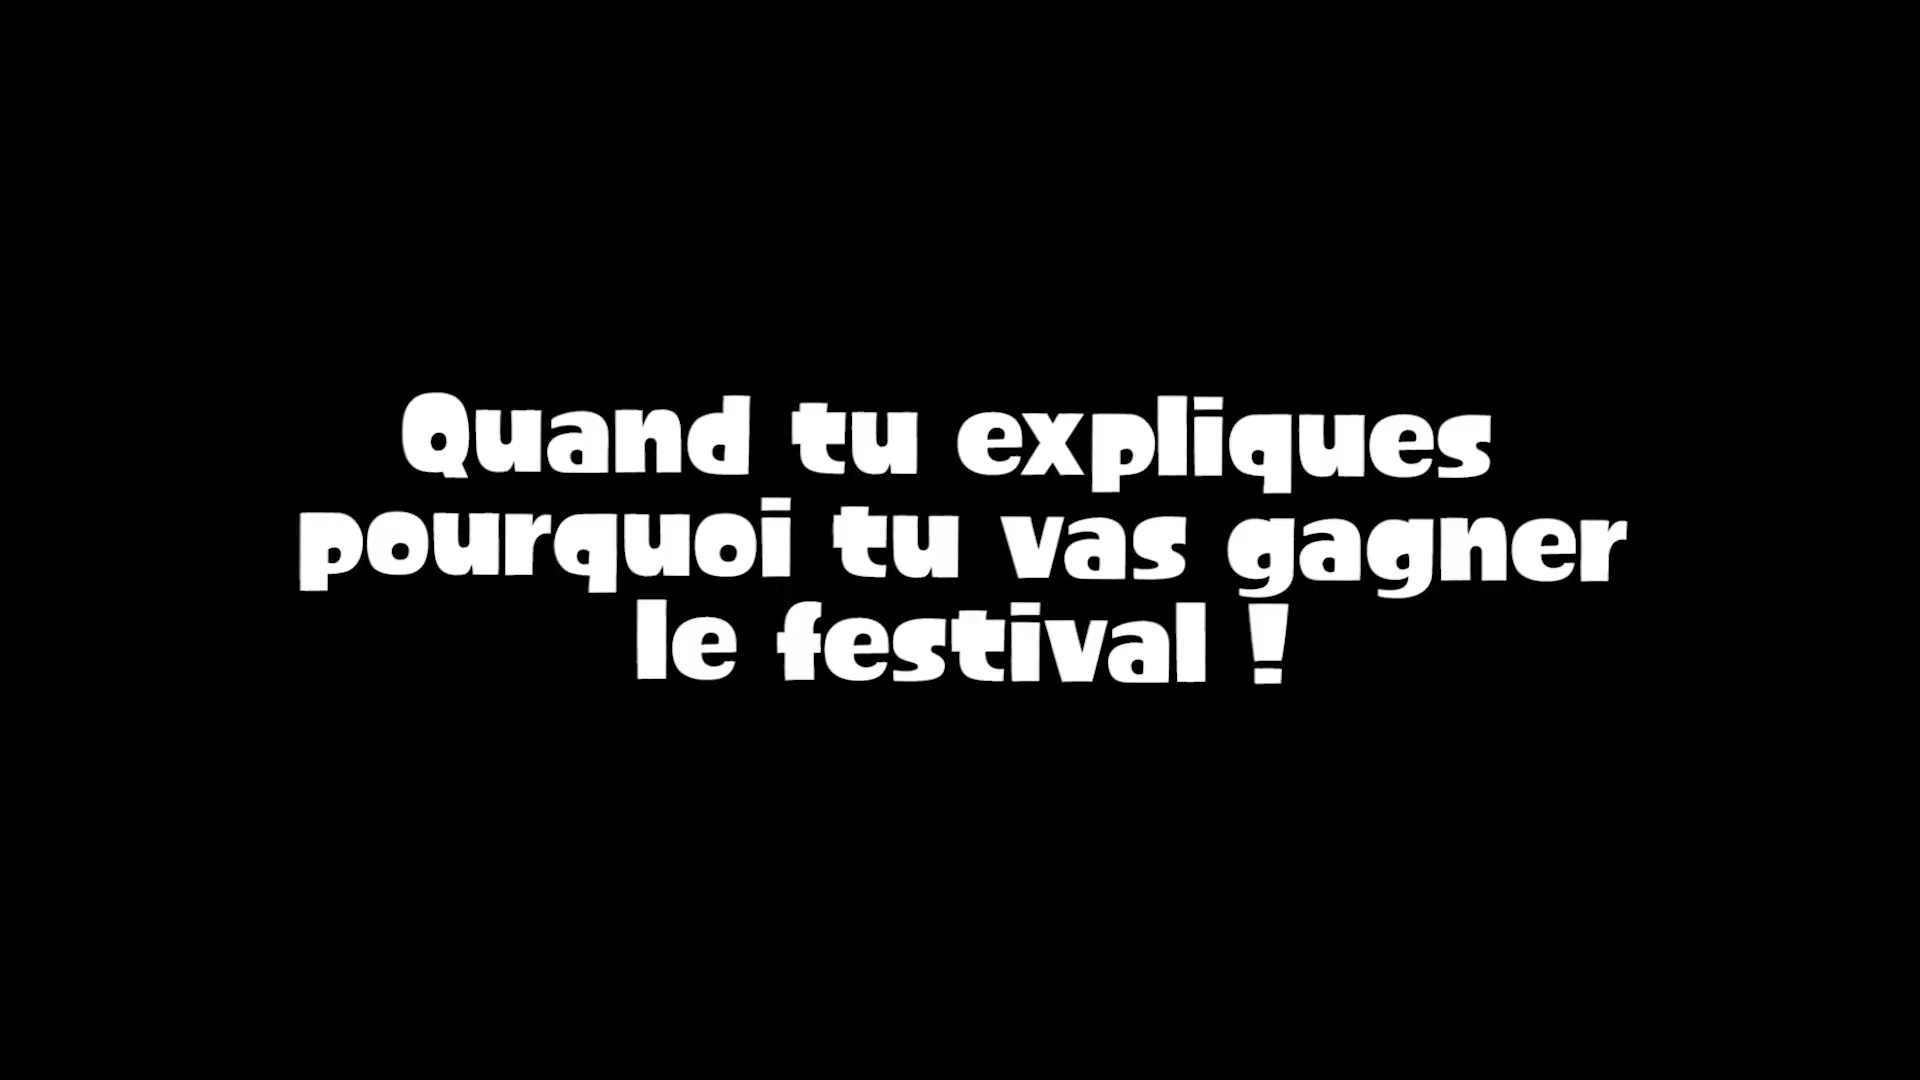 Quand tu expliques
pourquoi tu vas gagner
le festival !